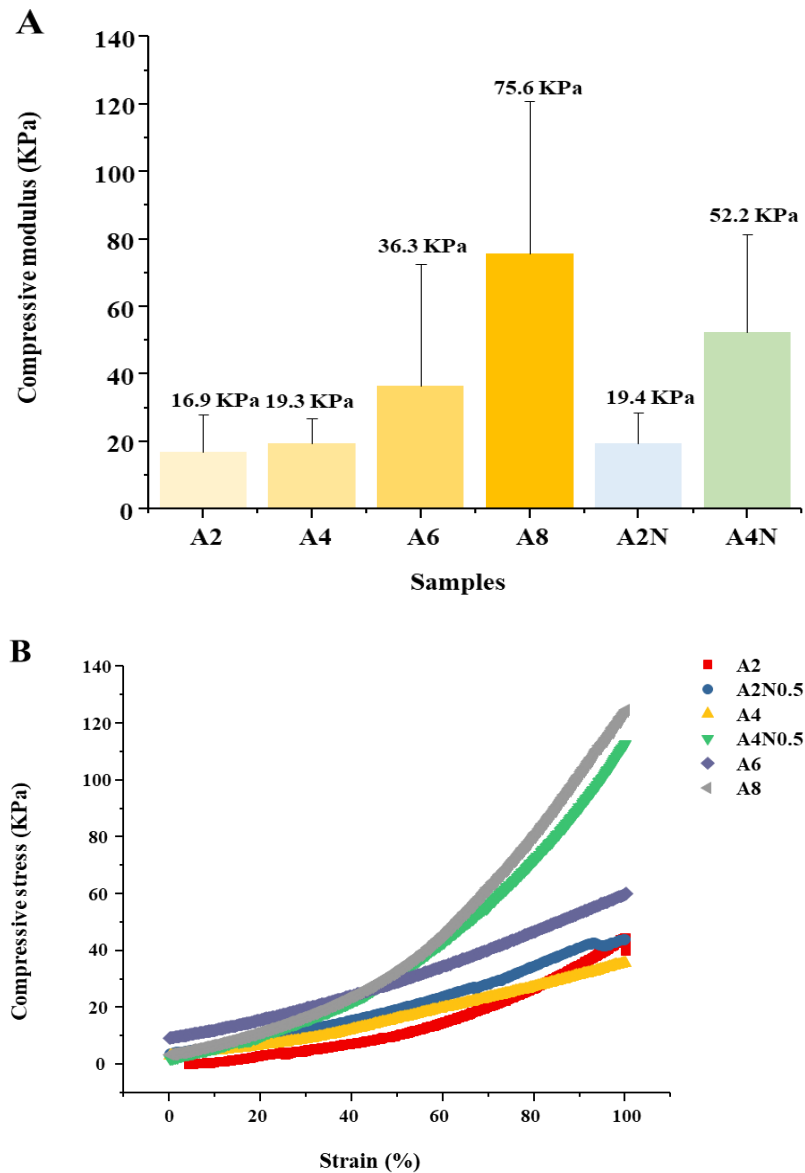 A
Compressive modulus (KPa)
140
120
100
80
60
40
20
0
16.9 KPa
19.3 KPa
36.3 KPa
75.6 KPa
19.4 KPa
52.2 KPa
A2 A4 A6 A8 A2N A4N
Samples
B
Compressive stress (KPa)
140
120
100
80
60
40
20
0
A2
A2N0.5
A4
A4N0.5
A6
A8
0 20 40 60 80 100
Strain (%)